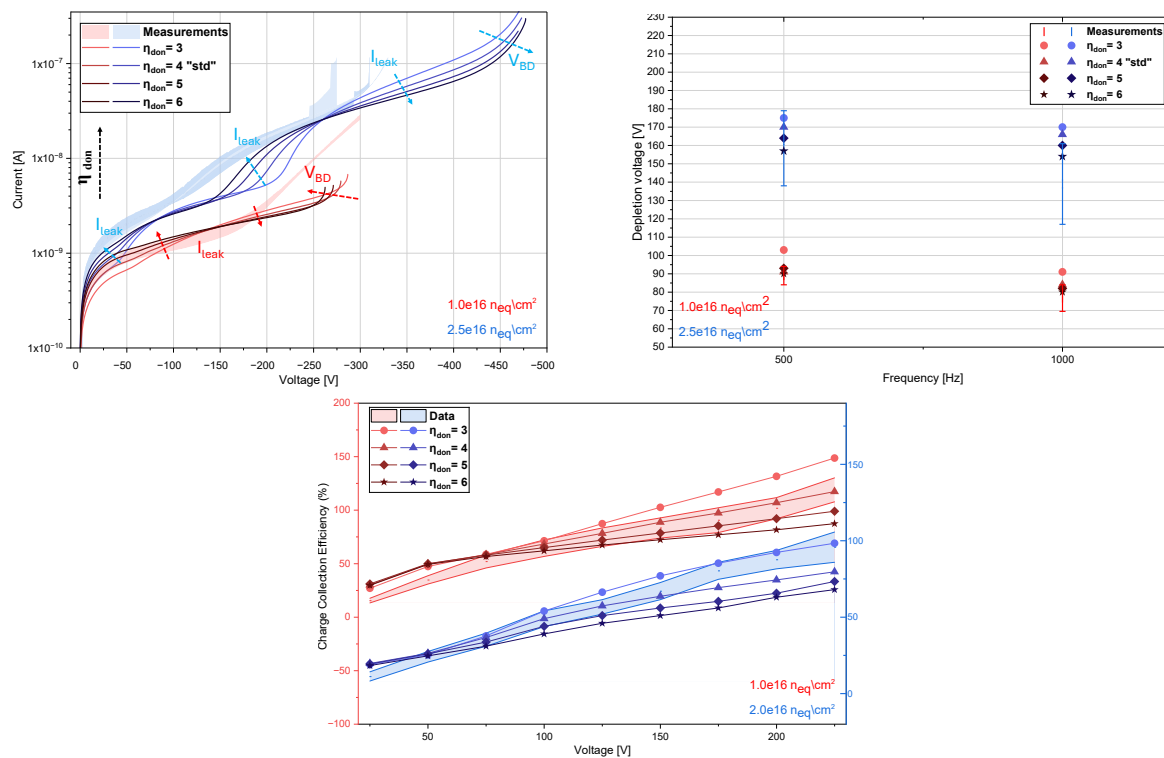 Measurements
η_don= 3
η_don= 4 "std"
η_don= 5
η_don= 6
η_don
I_leak
I_leak
I_leak
I_leak
V_BD
V_BD
1.0e16 n_eq\cm²
2.5e16 n_eq\cm²
1x10⁻⁷
1x10⁻⁸
1x10⁻⁹
1x10⁻¹⁰
Current [A]
0 −50 −100 −150 −200 −250 −300 −350 −400 −450 −500
Voltage [V]
Measurements
η_don= 3
η_don= 4 "std"
η_don= 5
η_don= 6
230
220
210
200
190
180
170
160
150
140
130
120
110
100
90
80
70
60
50
Depletion voltage [V]
1.0e16 n_eq\cm²
2.5e16 n_eq\cm²
500 1000
Frequency [Hz]
Data
η_don= 3
η_don= 4
η_don= 5
η_don= 6
200
150
100
50
0
−50
−100
Charge Collection Efficiency (%)
150
100
50
0
1.0e16 n_eq\cm²
2.0e16 n_eq\cm²
50 100 150 200
Voltage [V]